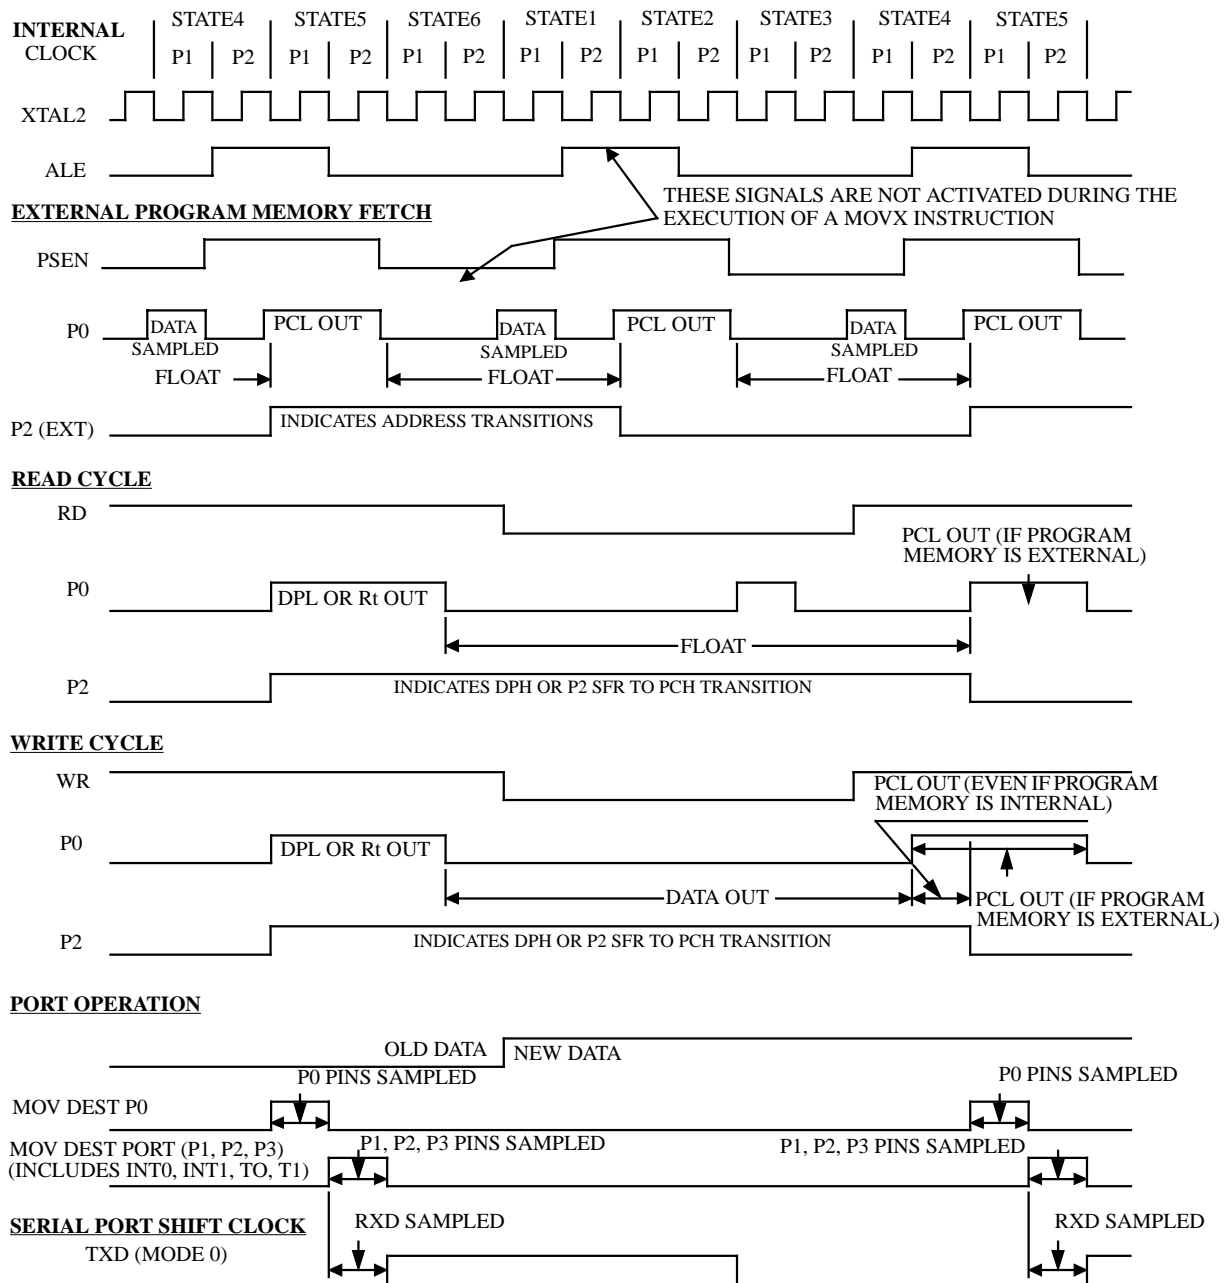 INTERNAL
CLOCK
STATE4 STATE5 STATE6 STATE1 STATE2 STATE3 STATE4 STATE5
P1 P2 P1 P2 P1 P2 P1 P2 P1 P2 P1 P2 P1 P2 P1 P2
XTAL2
ALE
THESE SIGNALS ARE NOT ACTIVATED DURING THE
EXECUTION OF A MOVX INSTRUCTION
EXTERNAL PROGRAM MEMORY FETCH
PSEN
P0
DATA
SAMPLED
PCL OUT
DATA
SAMPLED
PCL OUT
DATA
SAMPLED
PCL OUT
FLOAT FLOAT FLOAT
P2 (EXT)
INDICATES ADDRESS TRANSITIONS
READ CYCLE
RD
PCL OUT (IF PROGRAM
MEMORY IS EXTERNAL)
P0
DPL OR Rt OUT
FLOAT
P2
INDICATES DPH OR P2 SFR TO PCH TRANSITION
WRITE CYCLE
WR
PCL OUT (EVEN IF PROGRAM
MEMORY IS INTERNAL)
P0
DPL OR Rt OUT
DATA OUT
PCL OUT (IF PROGRAM
MEMORY IS EXTERNAL)
P2
INDICATES DPH OR P2 SFR TO PCH TRANSITION
PORT OPERATION
OLD DATA NEW DATA
P0 PINS SAMPLED P0 PINS SAMPLED
MOV DEST P0
MOV DEST PORT (P1, P2, P3)
(INCLUDES INT0, INT1, TO, T1)
P1, P2, P3 PINS SAMPLED P1, P2, P3 PINS SAMPLED
SERIAL PORT SHIFT CLOCK
TXD (MODE 0)
RXD SAMPLED RXD SAMPLED